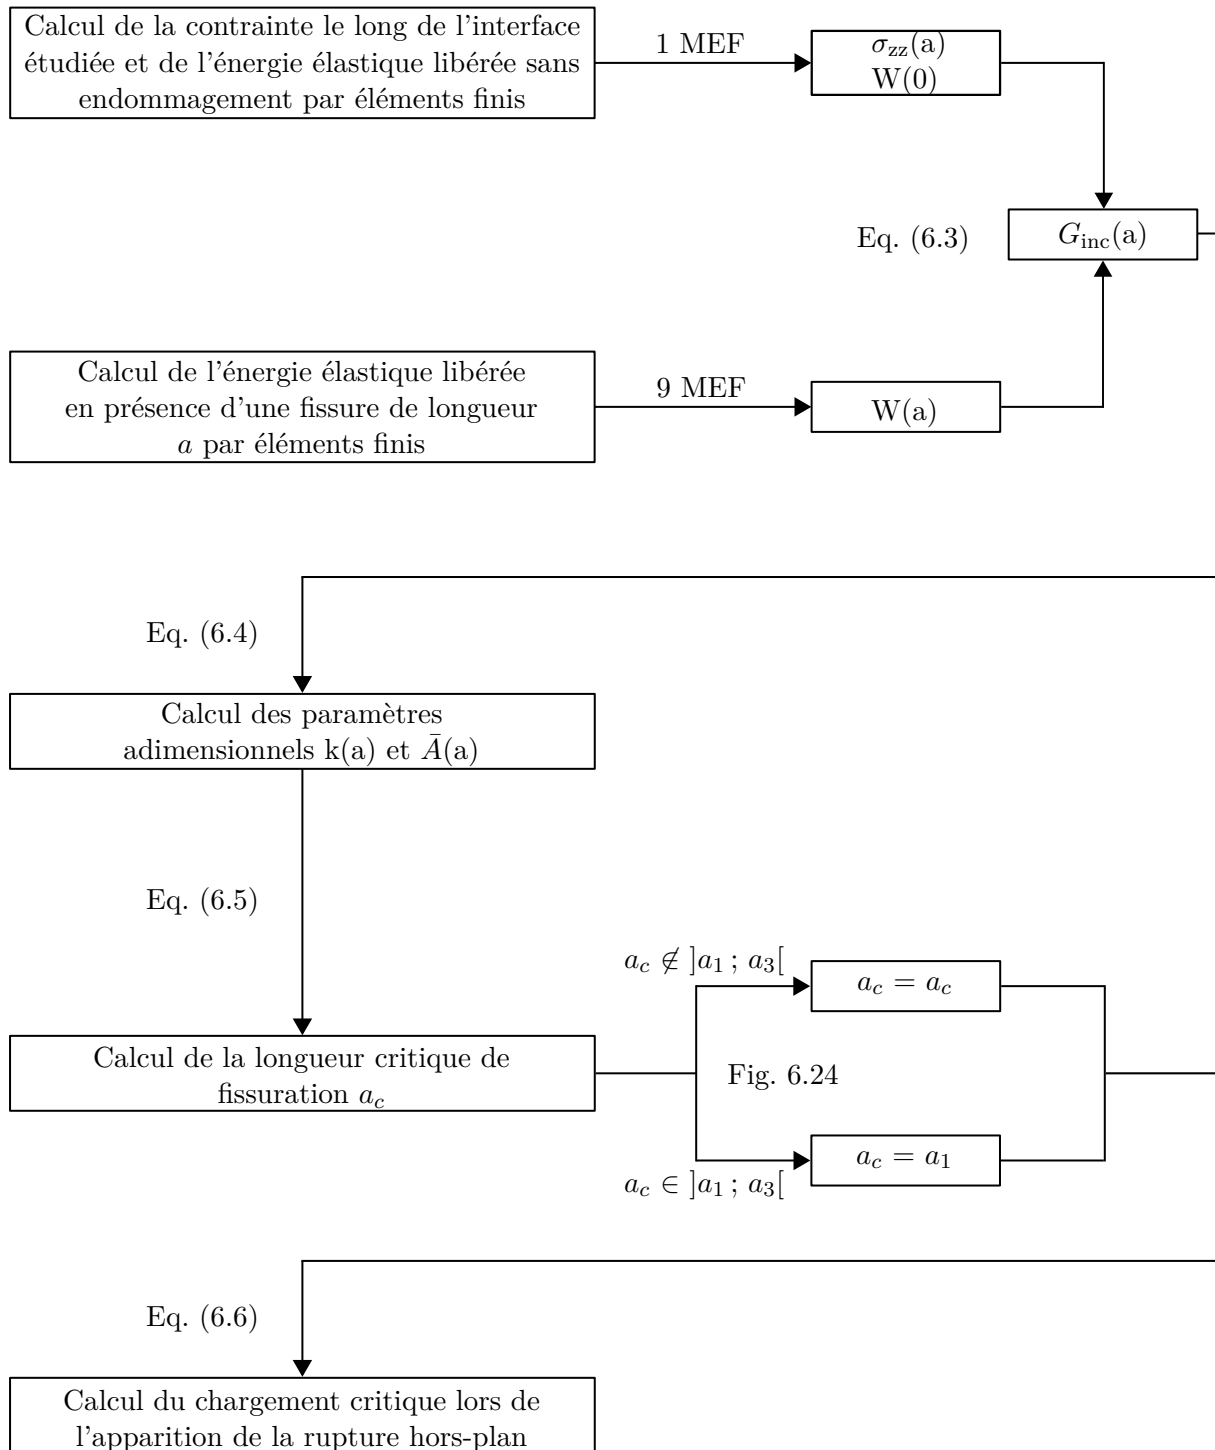 Calcul de la contrainte le long de l'interface
étudiée et de l'énergie élastique libérée sans
endommagement par éléments finis
1 MEF
σzz(a)
W(0)
Eq. (6.3)
Ginc(a)
Calcul de l'énergie élastique libérée
en présence d'une fissure de longueur
a par éléments finis
9 MEF
W(a)
Eq. (6.4)
Calcul des paramètres
adimensionnels k(a) et Ā(a)
Eq. (6.5)
Calcul de la longueur critique de
fissuration ac
ac ∉ ]a1 ; a3[
ac = ac
Fig. 6.24
ac ∈ ]a1 ; a3[
ac = a1
Eq. (6.6)
Calcul du chargement critique lors de
l'apparition de la rupture hors-plan